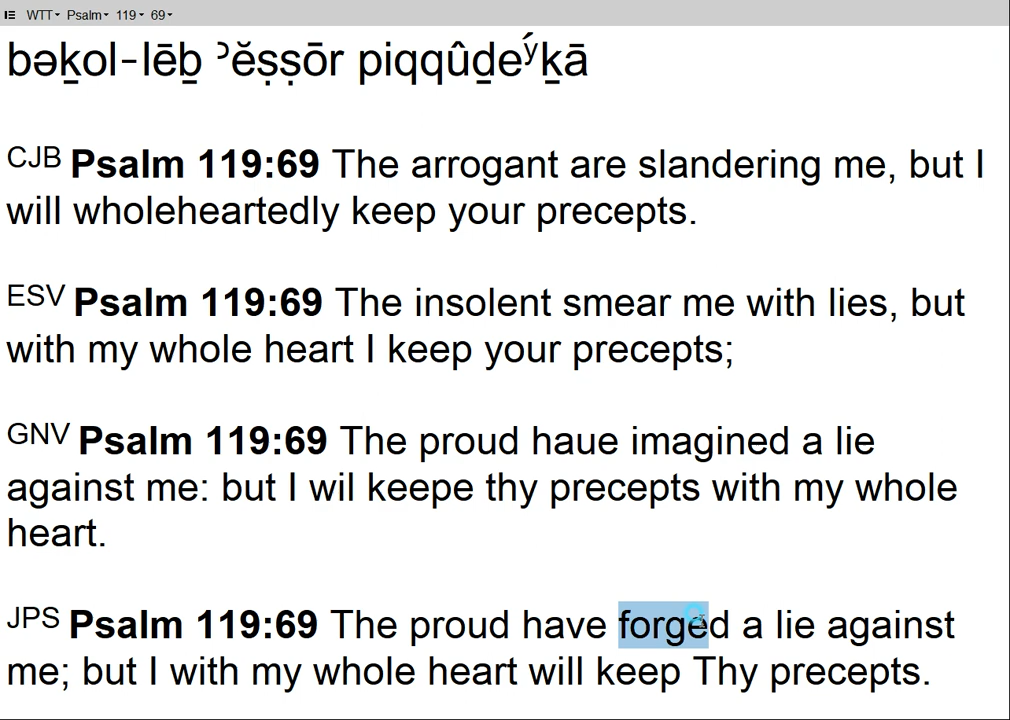 WTT Psalm 119 69
bəḵol-lēḇ ʾĕṣṣōr piqqûḏeʸ́ḵā
CJB Psalm 119:69 The arrogant are slandering me, but I
will wholeheartedly keep your precepts.
ESV Psalm 119:69 The insolent smear me with lies, but
with my whole heart I keep your precepts;
GNV Psalm 119:69 The proud haue imagined a lie
against me: but I wil keepe thy precepts with my whole
heart.
JPS Psalm 119:69 The proud have forged a lie against
me; but I with my whole heart will keep Thy precepts.